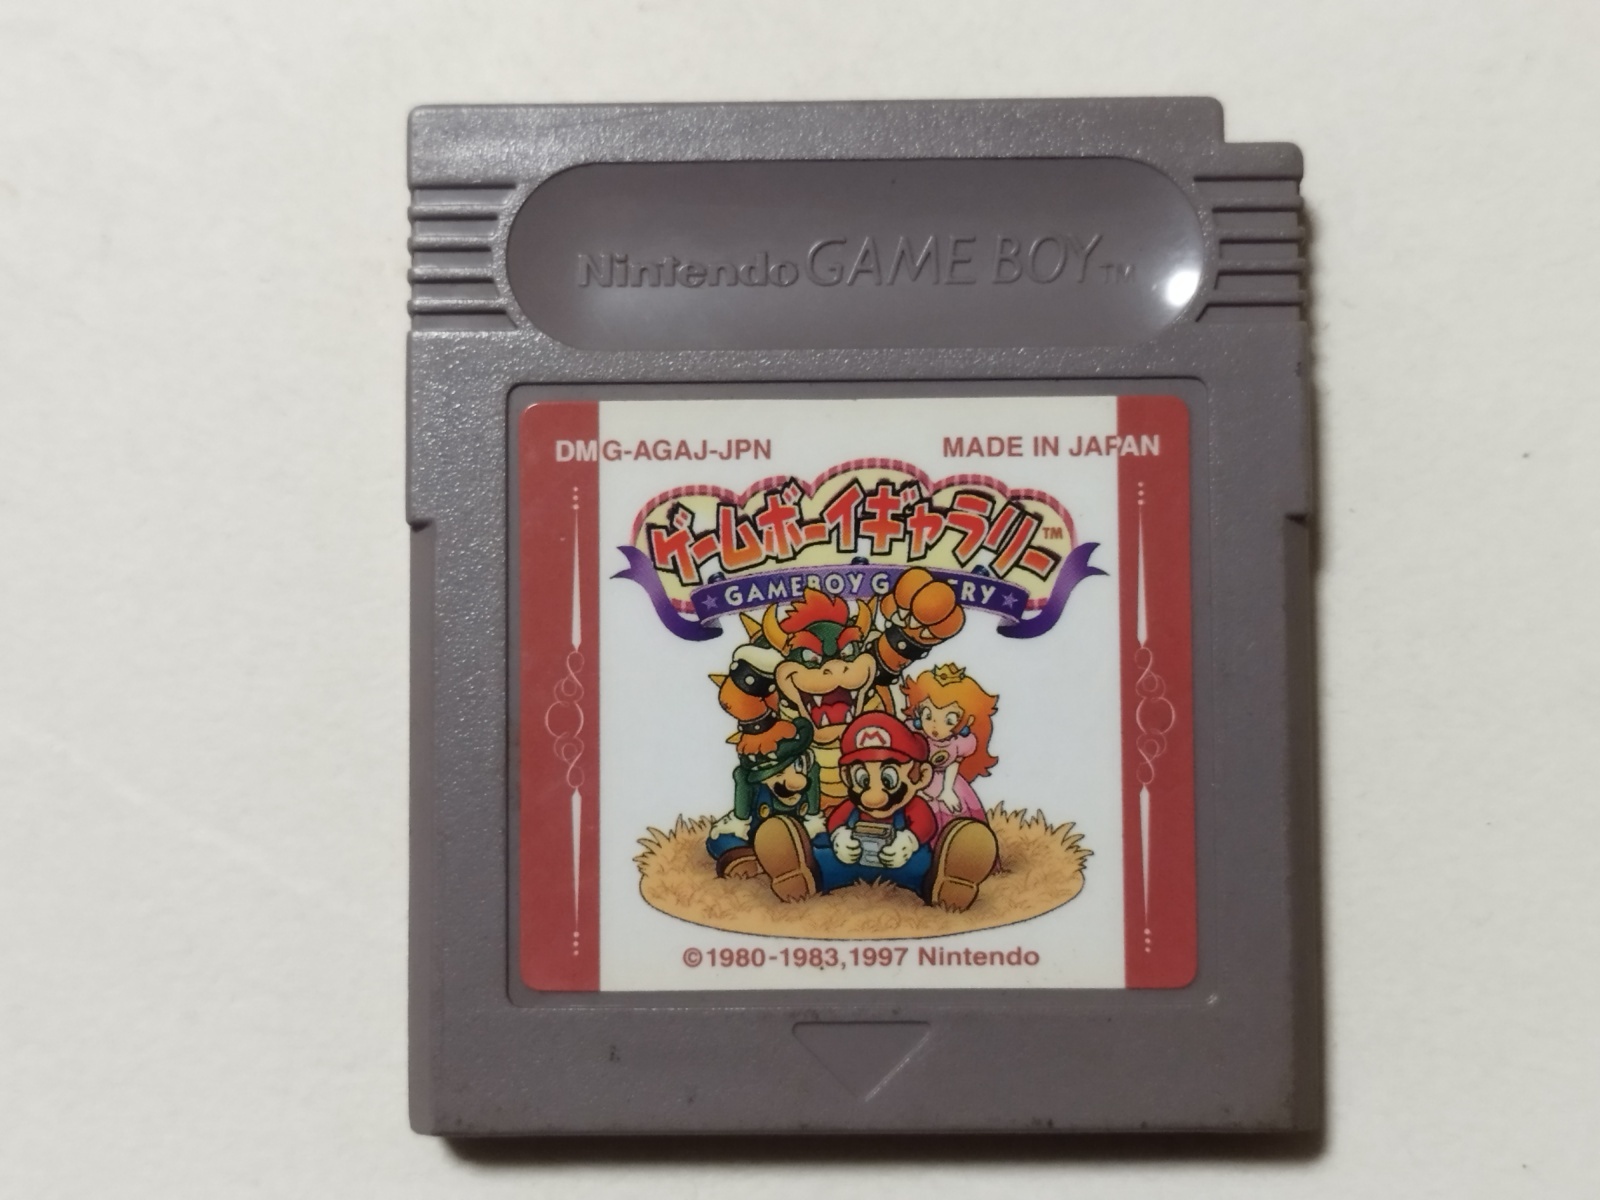 Nintendo GAME BOY™
DMG-AGAJ-JPN MADE IN JAPAN
ゲームボーイギャラリー™
GAMEBOY G RY
M
©1980-1983,1997 Nintendo